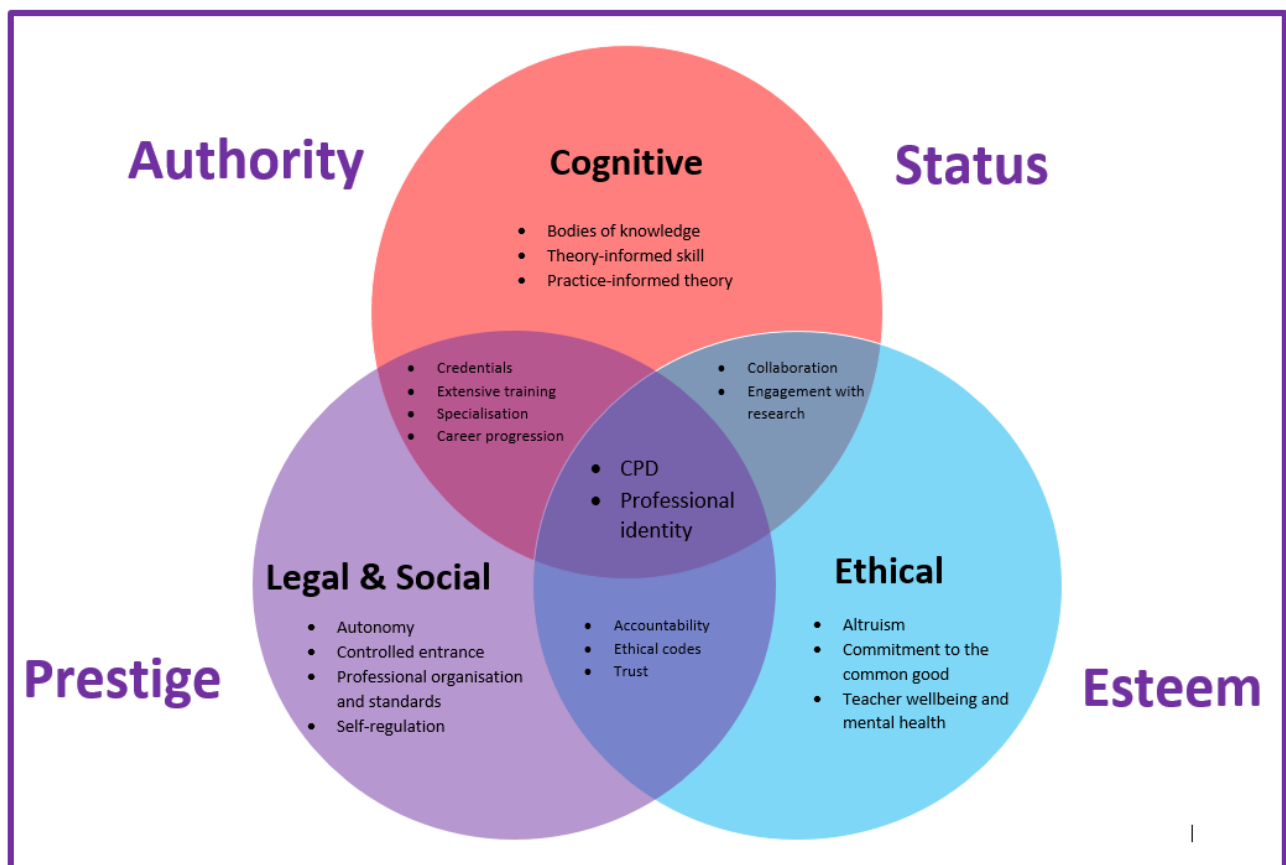 Authority
Status
Cognitive
• Bodies of knowledge
• Theory-informed skill
• Practice-informed theory
• Credentials
• Extensive training
• Specialisation
• Career progression
• Collaboration
• Engagement with
research
• CPD
• Professional
identity
Legal & Social
• Autonomy
• Controlled entrance
• Professional organisation
and standards
• Self-regulation
• Accountability
• Ethical codes
• Trust
Ethical
• Altruism
• Commitment to the
common good
• Teacher wellbeing and
mental health
Prestige
Esteem